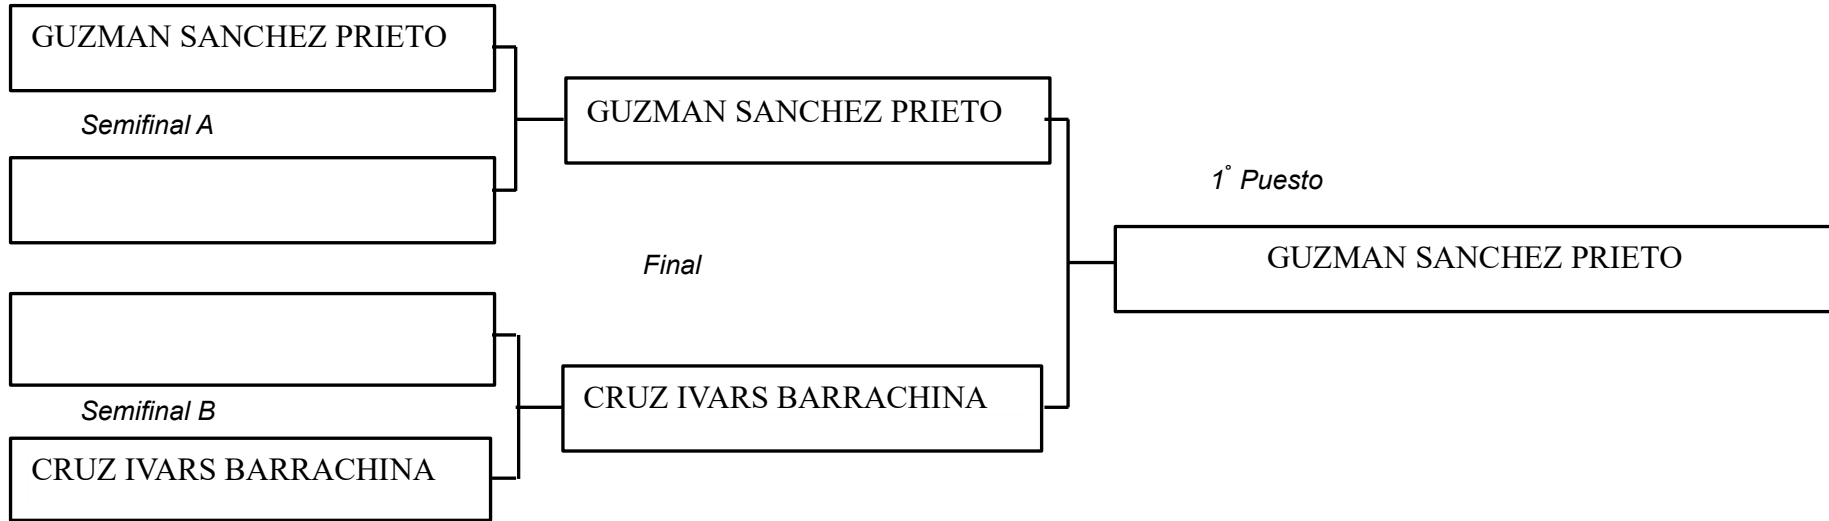 GUZMAN SANCHEZ PRIETO
Semifinal A
GUZMAN SANCHEZ PRIETO
1° Puesto
GUZMAN SANCHEZ PRIETO
Final
Semifinal B
CRUZ IVARS BARRACHINA
CRUZ IVARS BARRACHINA